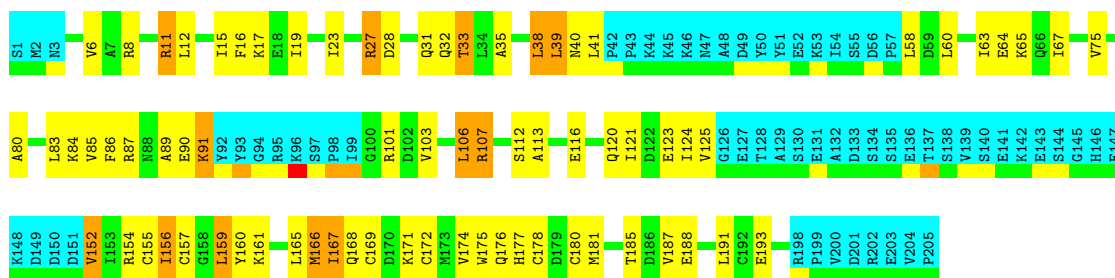 S1 M2 N3 V6 A7 R8 R11 L12 I15 F16 K17 E18 I19 I23 R27 D28 Q31 Q32 T33 L34 A35 L38 L39 N40 L41 P42 P43 K44 K45 K46 N47 A48 D49 Y50 Y51 E52 K53 I54 S55 D56 P57 L58 D59 L60 I63 E64 K65 Q66 I67 V75
A80 L83 K84 V85 F86 R87 N88 A89 E90 K91 Y92 Y93 G94 R95 K96 S97 P98 I99 G100 R101 D102 V103 L106 R107 S112 A113 E116 Q120 I121 D122 E123 I124 V125 G126 E127 T128 A129 S130 E131 A132 D133 S134 S135 E136 T137 S138 V139 S140 E141 K142 E143 S144 G145 H146 E147
K148 D149 D150 D151 V152 I153 R154 C155 I156 C157 G158 L159 Y160 K161 L165 M166 I167 Q168 C169 D170 K171 C172 M173 V174 W175 Q176 H177 C178 D179 C180 M181 T185 D186 V187 E188 L191 C192 E193 R198 P199 V200 D201 R202 E203 V204 P205